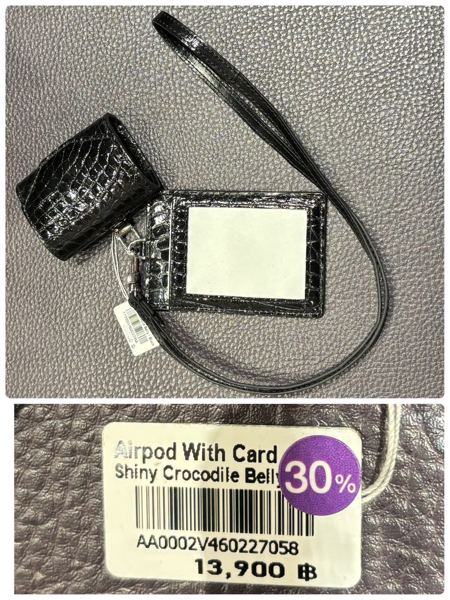 Airpod With Card
Shiny Crocodile Belly
30%
AA0002V460227058
13,900 ฿